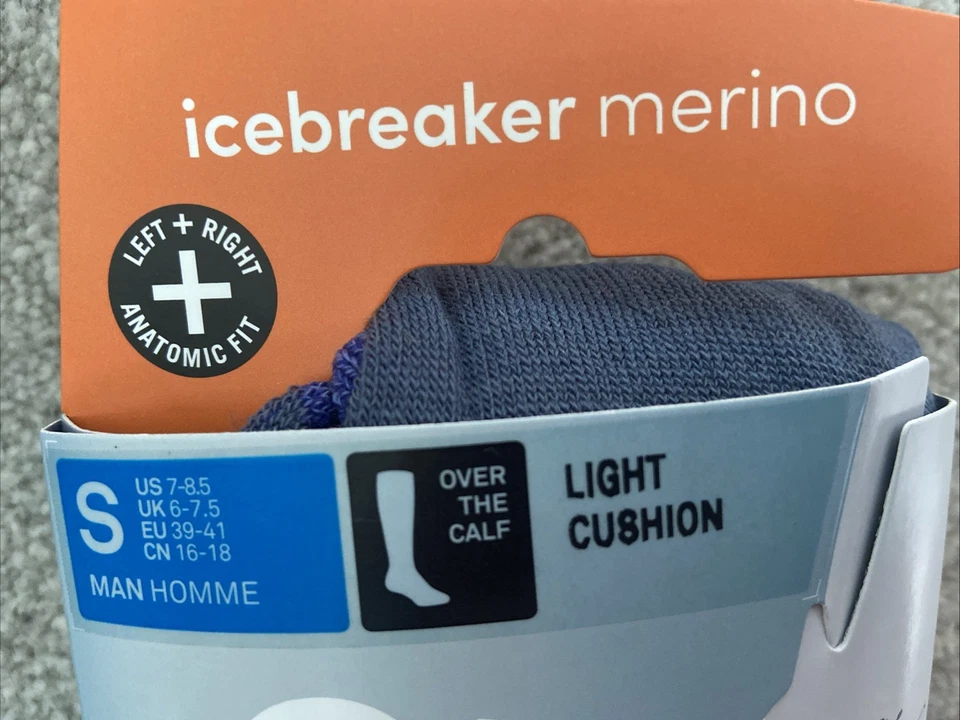 icebreaker merino
LEFT + RIGHT
ANATOMIC FIT
S
US 7-8.5
UK 6-7.5
EU 39-41
CN 16-18
MAN HOMME
OVER
THE
CALF
LIGHT
CUSHION